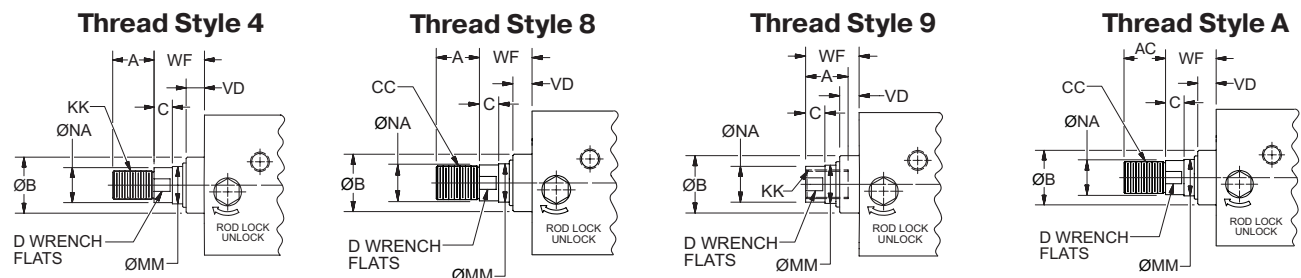 Thread Style 4
A
WF
VD
KK
C
ØNA
ØB
D WRENCH
FLATS
ØMM
ROD LOCK
UNLOCK
Thread Style 8
A
WF
VD
CC
C
ØNA
ØB
D WRENCH
FLATS
ØMM
ROD LOCK
UNLOCK
Thread Style 9
WF
A
VD
C
ØNA
ØB
KK
D WRENCH
FLATS
ØMM
ROD LOCK
UNLOCK
Thread Style A
AC
WF
VD
CC
C
ØNA
ØB
D WRENCH
FLATS
ØMM
ROD LOCK
UNLOCK